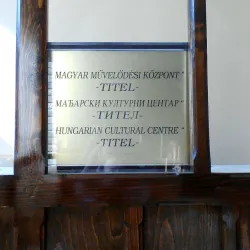 MAGYAR MŰVELŐDÉSI KÖZPONT"
-TITEL-
МАЂАРСКИ КУЛТУРНИ ЦЕНТАР"
-ТИТЕЛ-
HUNGARIAN CULTURAL CENTRE"
-TITEL-